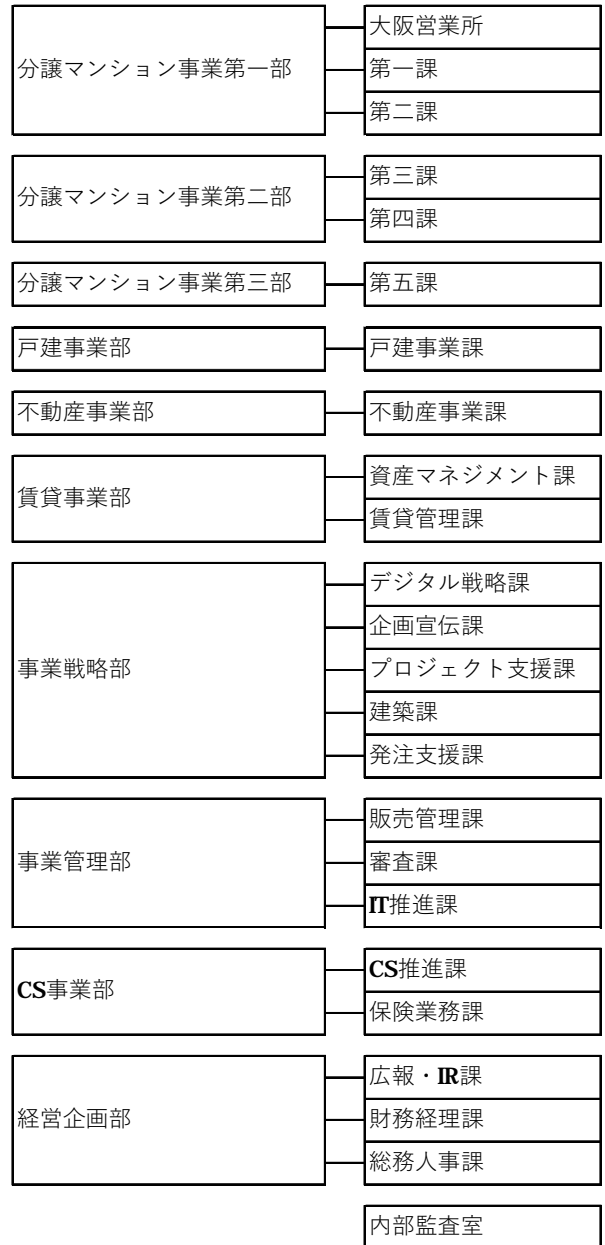 分譲マンション事業第一部
大阪営業所
第一課
第二課
分譲マンション事業第二部
第三課
第四課
分譲マンション事業第三部
第五課
戸建事業部
戸建事業課
不動産事業部
不動産事業課
賃貸事業部
資産マネジメント課
賃貸管理課
事業戦略部
デジタル戦略課
企画宣伝課
プロジェクト支援課
建築課
発注支援課
事業管理部
販売管理課
審査課
IT推進課
CS事業部
CS推進課
保険業務課
経営企画部
広報・IR課
財務経理課
総務人事課
内部監査室